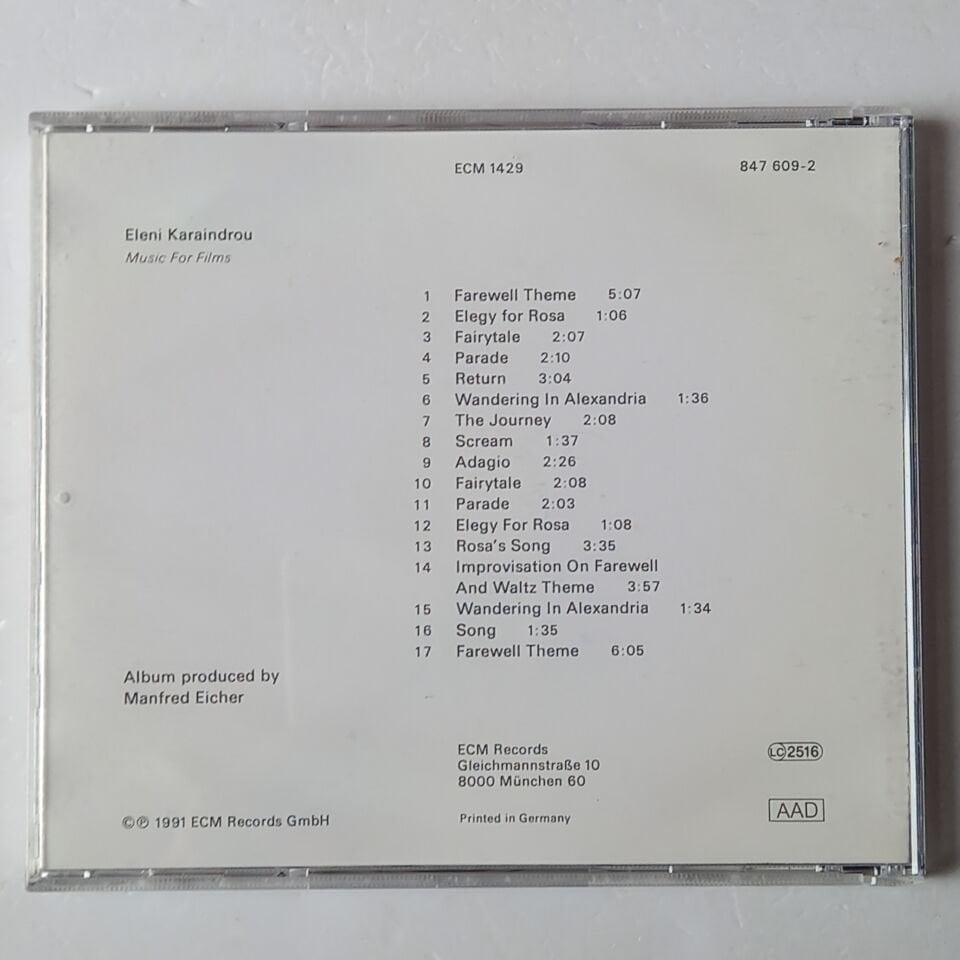 ECM 1429 847 609-2
Eleni Karaindrou
Music For Films
1 Farewell Theme 5:07
2 Elegy for Rosa 1:06
3 Fairytale 2:07
4 Parade 2:10
5 Return 3:04
6 Wandering In Alexandria 1:36
7 The Journey 2:08
8 Scream 1:37
9 Adagio 2:26
10 Fairytale 2:08
11 Parade 2:03
12 Elegy For Rosa 1:08
13 Rosa's Song 3:35
14 Improvisation On Farewell
And Waltz Theme 3:57
15 Wandering In Alexandria 1:34
16 Song 1:35
17 Farewell Theme 6:05
Album produced by
Manfred Eicher
ECM Records
Gleichmannstraße 10
8000 München 60
LC 2516
©℗ 1991 ECM Records GmbH
Printed in Germany
AAD